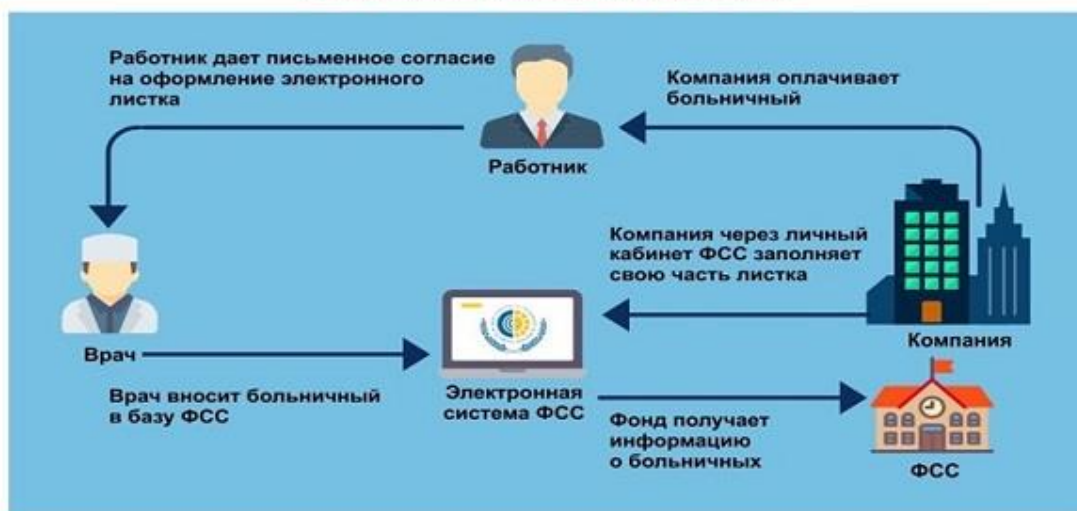 Работник дает письменное согласие
на оформление электронного
листка
Компания оплачивает
больничный
Работник
Компания через личный
кабинет ФСС заполняет
свою часть листка
Врач
Компания
Врач вносит больничный
в базу ФСС
Электронная
система ФСС
Фонд получает
информацию
о больничных
ФСС